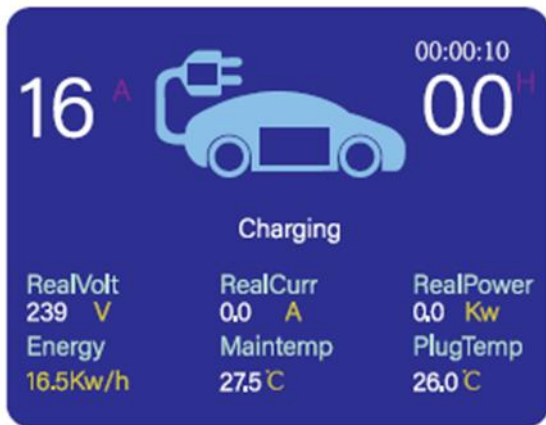 00:00:10
16 A 00 H
Charging
RealVolt RealCurr RealPower
239 V 0.0 A 0.0 Kw
Energy Maintemp PlugTemp
16.5Kw/h 27.5℃ 26.0℃